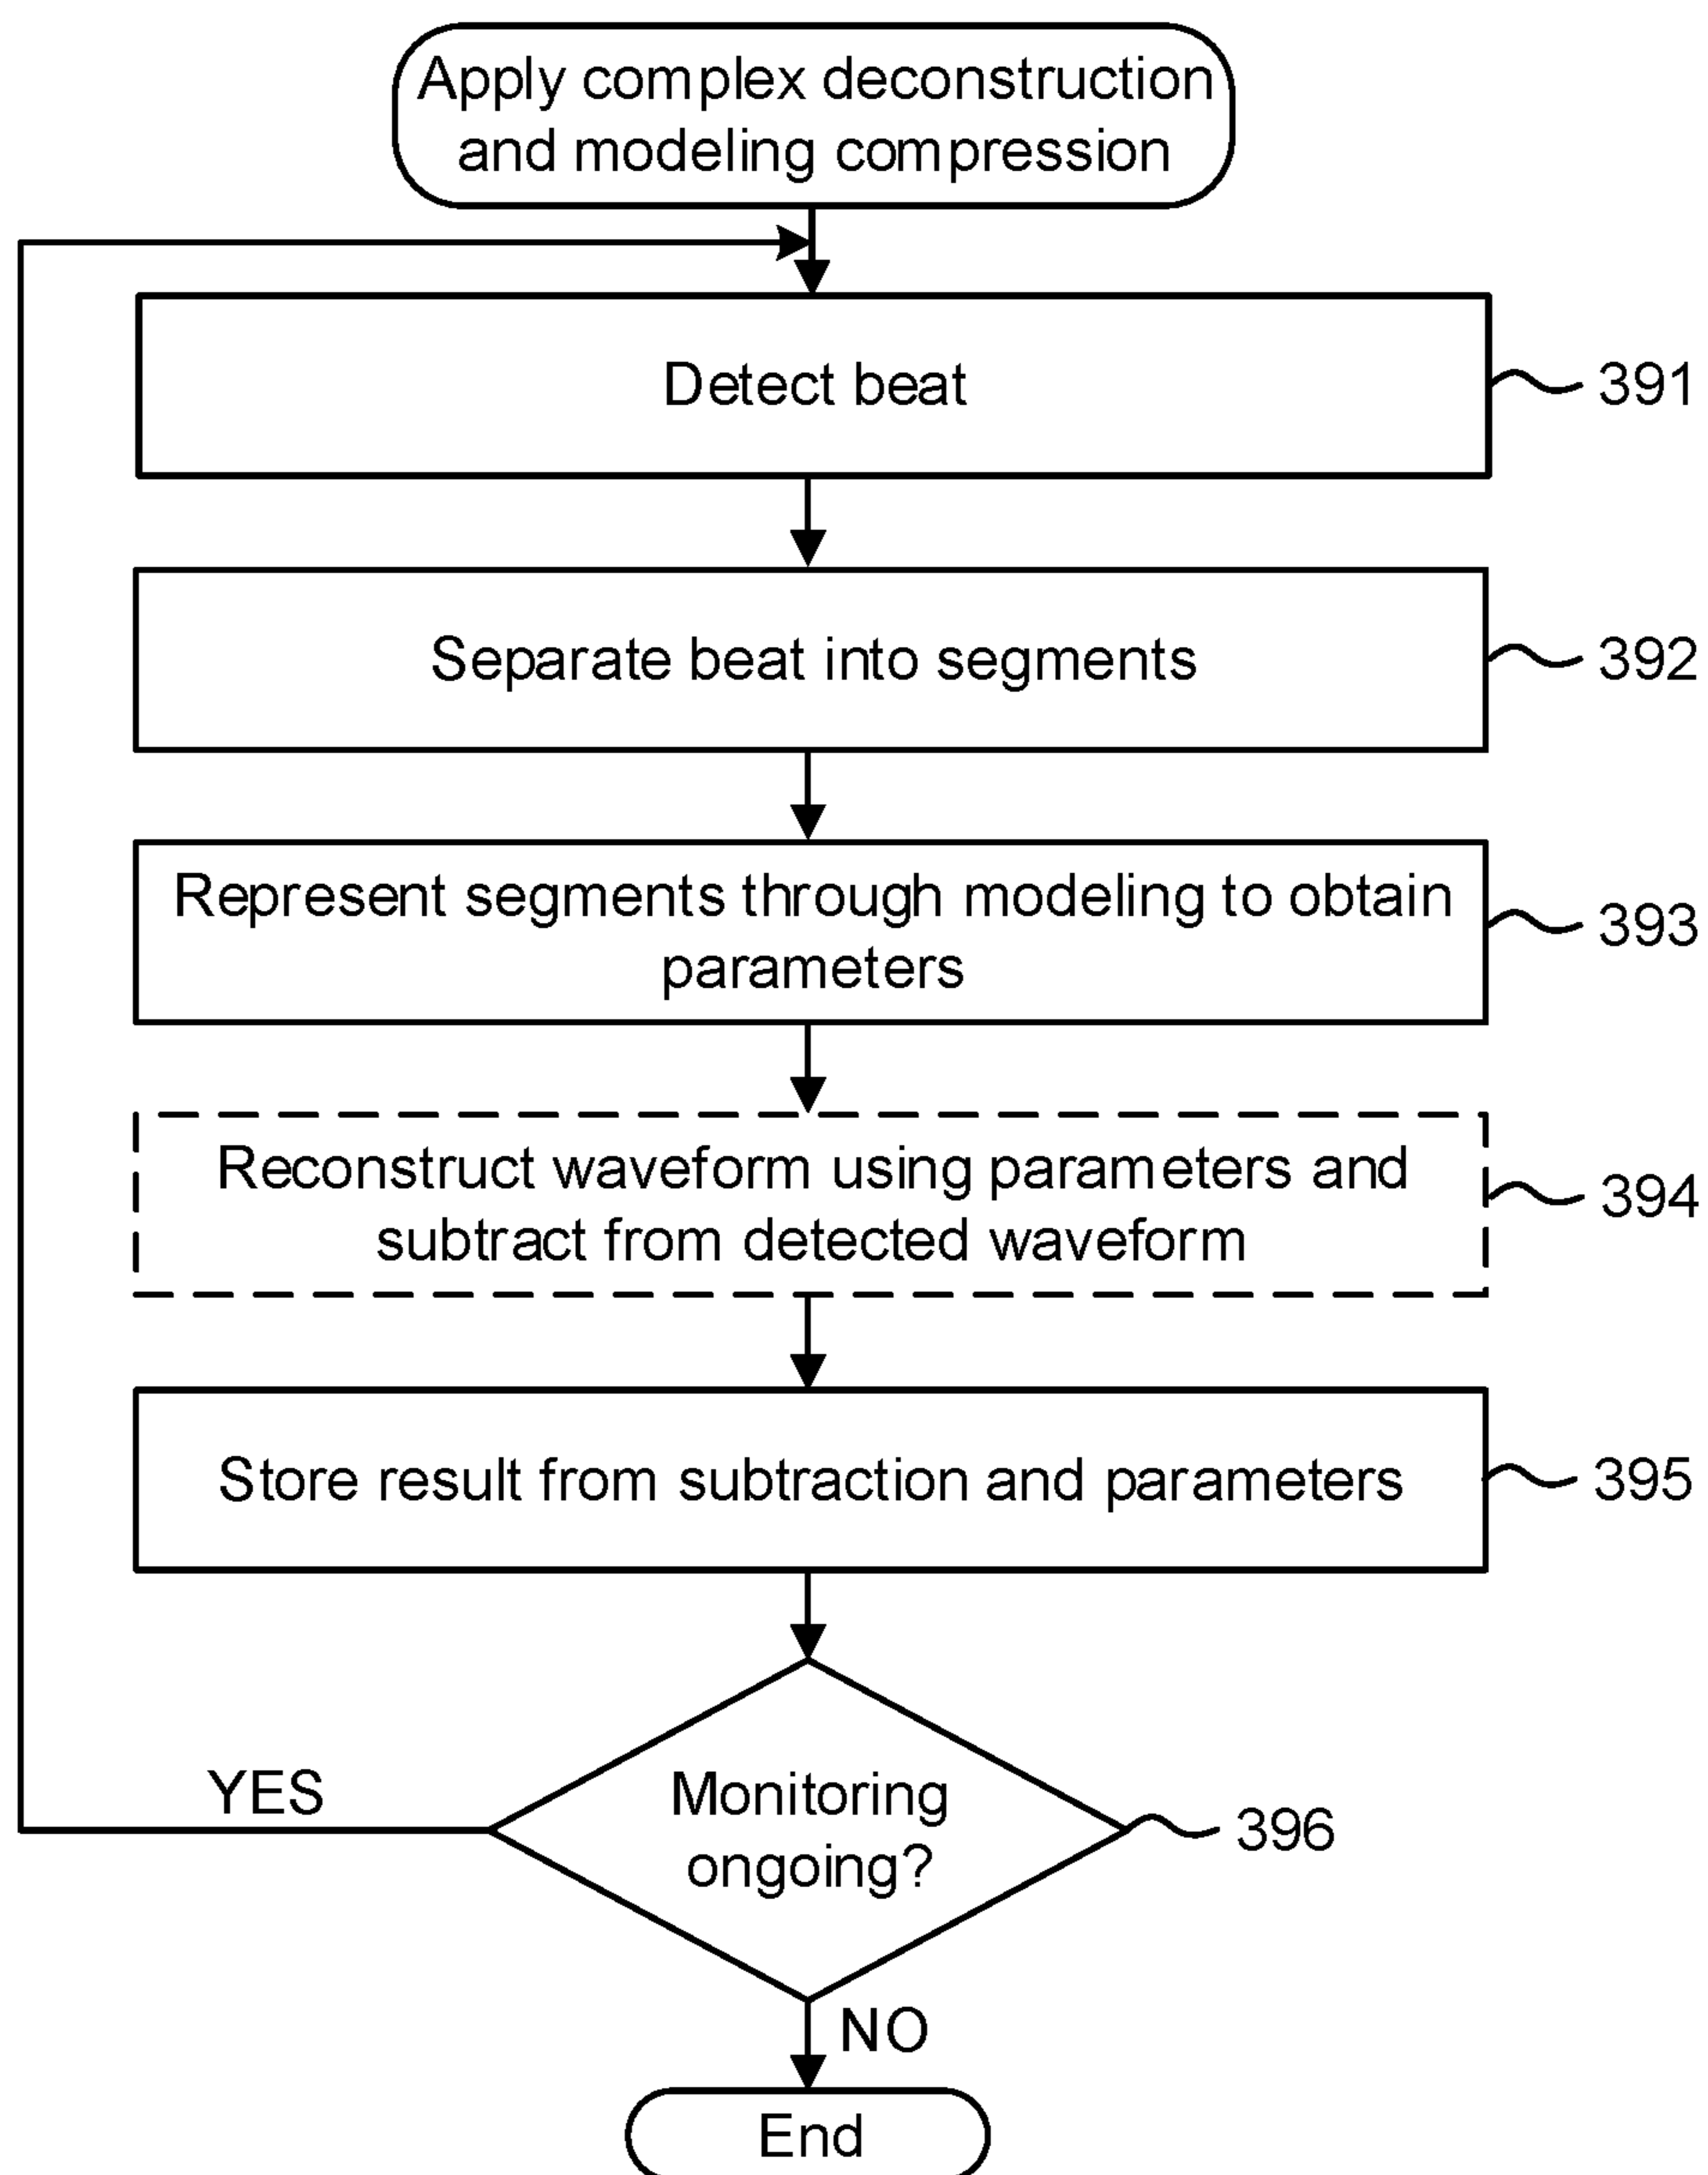 Apply complex deconstruction
and modeling compression
Detect beat
391
Separate beat into segments
392
Represent segments through modeling to obtain
parameters
393
Reconstruct waveform using parameters and
subtract from detected waveform
394
Store result from subtraction and parameters
395
YES
Monitoring
ongoing?
396
NO
End